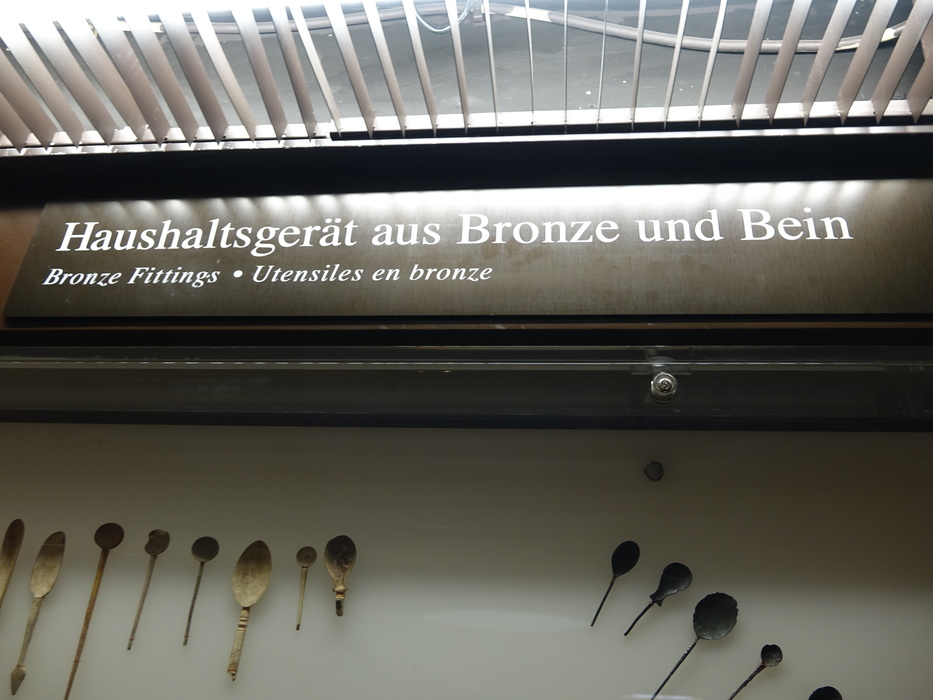 Haushaltsgerät aus Bronze und Bein
Bronze Fittings • Utensiles en bronze